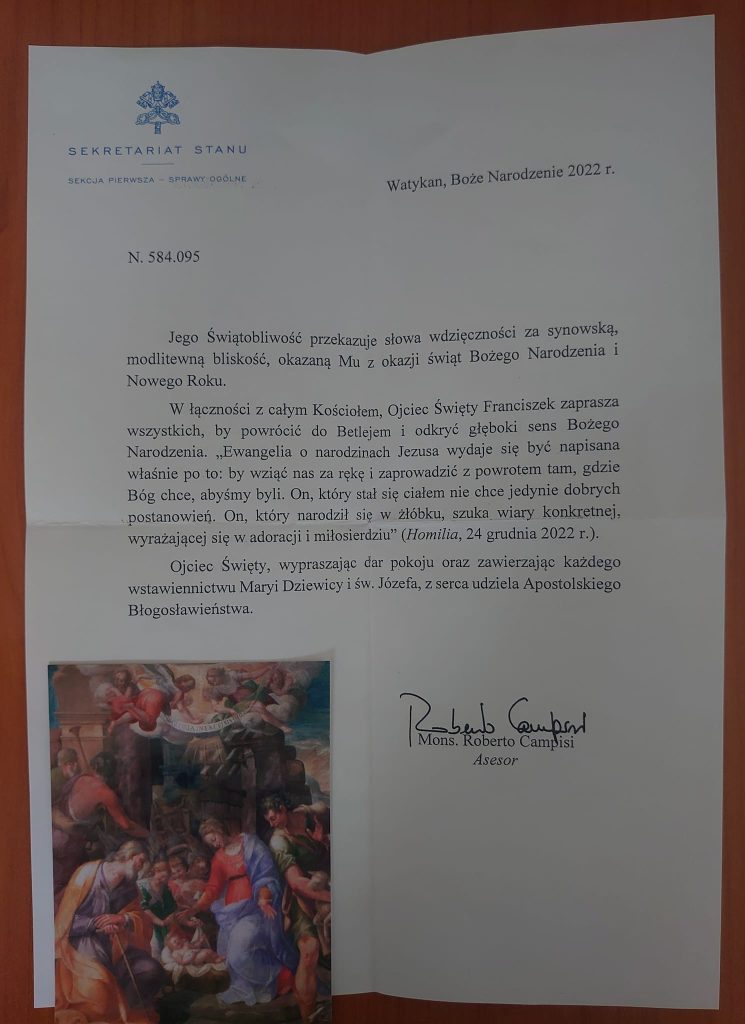 SEKRETARIAT STANU
SEKCJA PIERWSZA – SPRAWY OGÓLNE
Watykan, Boże Narodzenie 2022 r.
N. 584.095
Jego Świątobliwość przekazuje słowa wdzięczności za synowską,
modlitewną bliskość, okazaną Mu z okazji świąt Bożego Narodzenia i
Nowego Roku.
W łączności z całym Kościołem, Ojciec Święty Franciszek zaprasza
wszystkich, by powrócić do Betlejem i odkryć głęboki sens Bożego
Narodzenia. „Ewangelia o narodzinach Jezusa wydaje się być napisana
właśnie po to: by wziąć nas za rękę i zaprowadzić z powrotem tam, gdzie
Bóg chce, abyśmy byli. On, który stał się ciałem nie chce jedynie dobrych
postanowień. On, który narodził się w żłóbku, szuka wiary konkretnej,
wyrażającej się w adoracji i miłosierdziu” (Homilia, 24 grudnia 2022 r.).
Ojciec Święty, wypraszając dar pokoju oraz zawierzając każdego
wstawiennictwu Maryi Dziewicy i św. Józefa, z serca udziela Apostolskiego
Błogosławieństwa.
Roberto Campisi
Mons. Roberto Campisi
Asesor